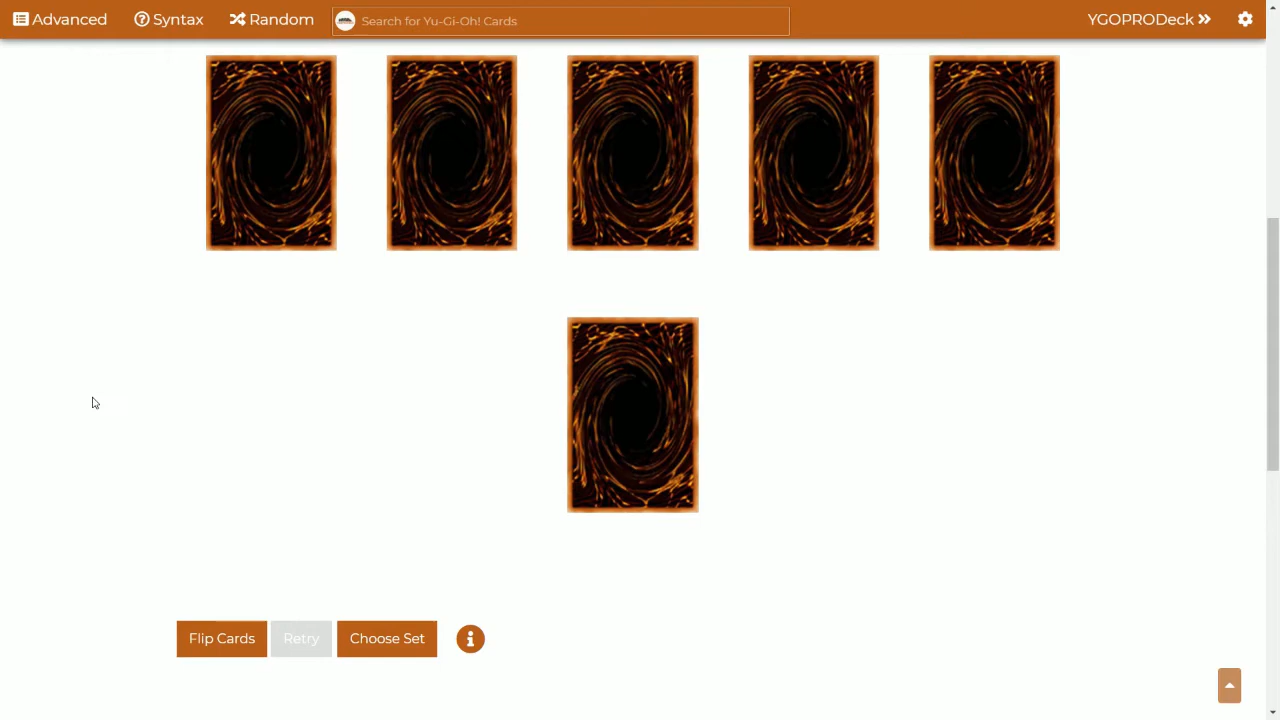 Advanced Syntax Random Search for Yu-Gi-Oh! Cards YGOPRODeck
Flip Cards Retry Choose Set